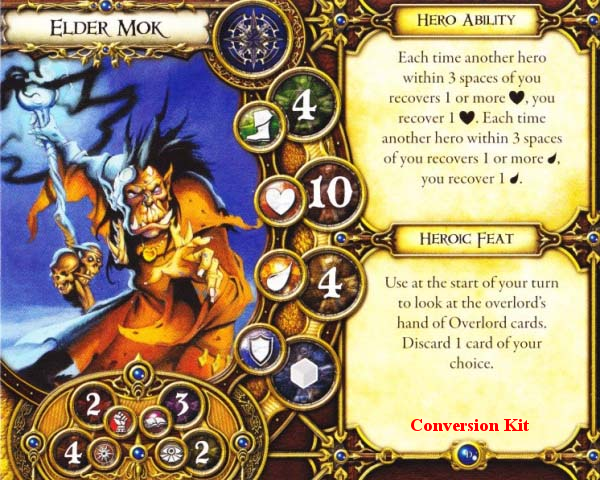 ELDER MOK
4
10
4
2
3
4
2
HERO ABILITY
Each time another hero
within 3 spaces of you
recovers 1 or more ♥, you
recover 1 ♥. Each time
another hero within 3 spaces
of you recovers 1 or more,
you recover 1.
HEROIC FEAT
Use at the start of your turn
to look at the overlord's
hand of Overlord cards.
Discard 1 card of your
choice.
Conversion Kit